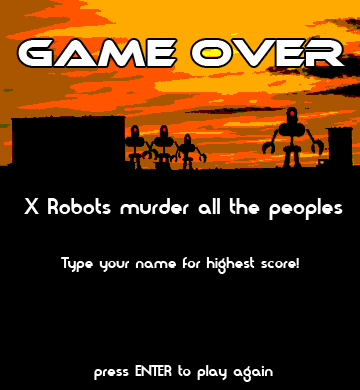 GAME OVER
X Robots murder all the peoples
Type your name for highest score!
press ENTER to play again